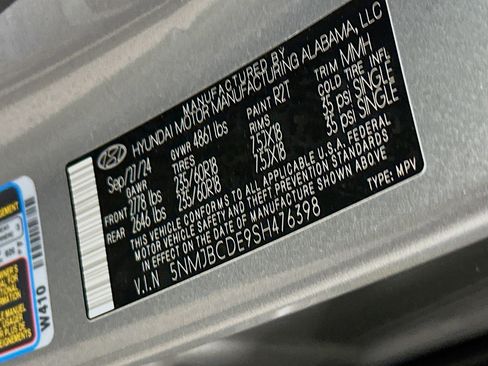 MANUFACTURED BY
HYUNDAI MOTOR MANUFACTURING ALABAMA, LLC
Sep/21/24 GVWR 4861 lbs PAINT R2T TRIM MMH
GAWR TIRES RIMS COLD TIRE INFL.
FRONT 2778 lbs 235/60R18 7.5JX18 35 PSI SINGLE
REAR 2646 lbs 235/60R18 7.5JX18 35 PSI SINGLE
THIS VEHICLE CONFORMS TO ALL APPLICABLE U.S.A. FEDERAL
MOTOR VEHICLE SAFETY AND THEFT PREVENTION STANDARDS
IN EFFECT ON THE DATE OF MANUFACTURE SHOWN ABOVE.
V.I.N 5NMJBCDE9SH476398 TYPE: MPV
W410